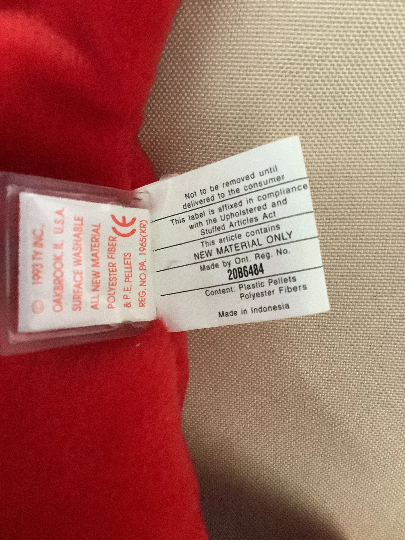 © 1993 TY INC.,
OAKBROOK, IL U.S.A.
SURFACE WASHABLE
ALL NEW MATERIAL
POLYESTER FIBER
& P.E. PELLETS CE
REG. NO.PA. 1965(KR)
Not to be removed until
delivered to the consumer
This label is affixed in compliance
with the Upholstered and
Stuffed Articles Act
This article contains
NEW MATERIAL ONLY
Made by Ont. Reg. No.
20B6484
Content: Plastic Pellets
Polyester Fibers
Made in Indonesia